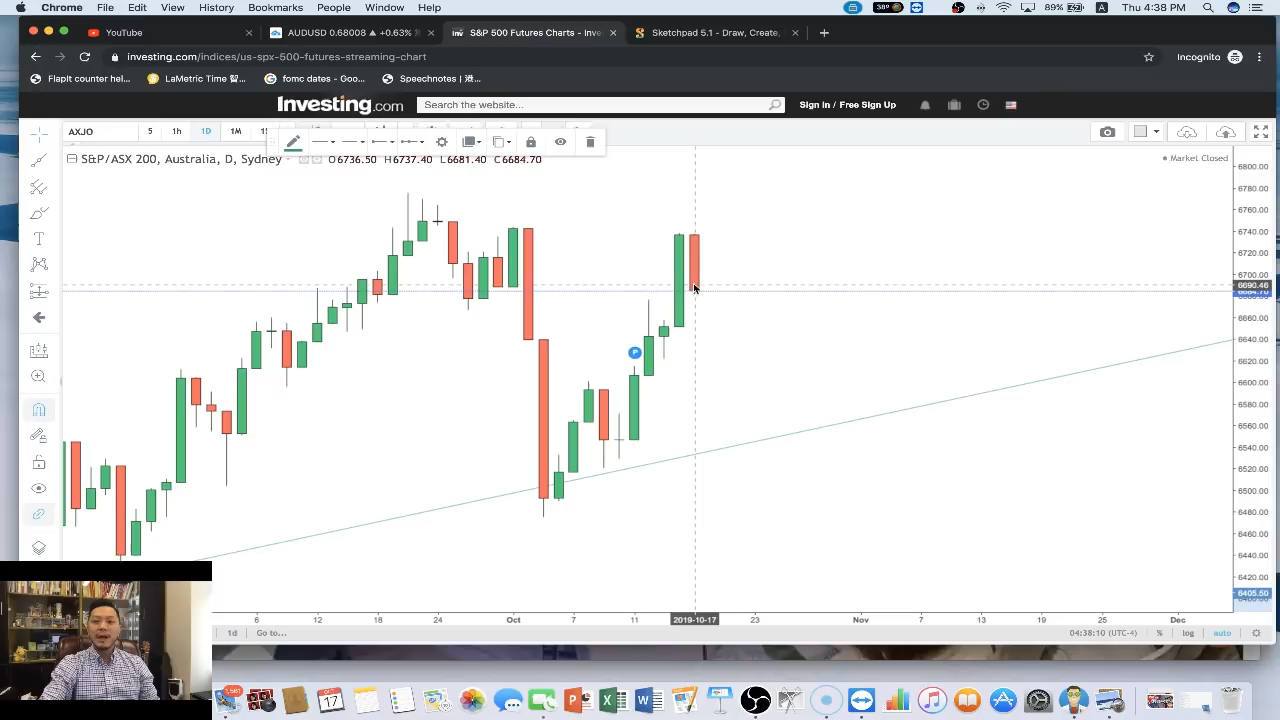 Chrome File Edit View History Bookmarks People Window Help 38° 89% A Thu 4:38 PM
YouTube AUDUSD 0.68008 ▲ +0.63% S&P 500 Futures Charts - Inve Sketchpad 5.1 - Draw, Create,
investing.com/indices/us-spx-500-futures-streaming-chart Incognito
FlapIt counter hel... LaMetric Time 智... fomc dates - Goo... Speechnotes | 港...
Investing.com Search the website... Sign In / Free Sign Up
AXJO 5 1h 1D 1M
S&P/ASX 200, Australia, D, Sydney O6736.50 H6737.40 L6681.40 C6684.70 Market Closed
6800.00
6780.00
6760.00
6740.00
6720.00
6700.00
6690.46
6684.70
6660.00
6640.00
6620.00
6600.00
6580.00
6560.00
6540.00
6520.00
6500.00
6480.00
6460.00
6440.00
6420.00
6405.50
P
6 12 18 24 Oct 7 11 2019-10-17 23 Nov 7 13 19 25 Dec
1d Go to... 04:38:10 (UTC-4) % log auto
OCT
17